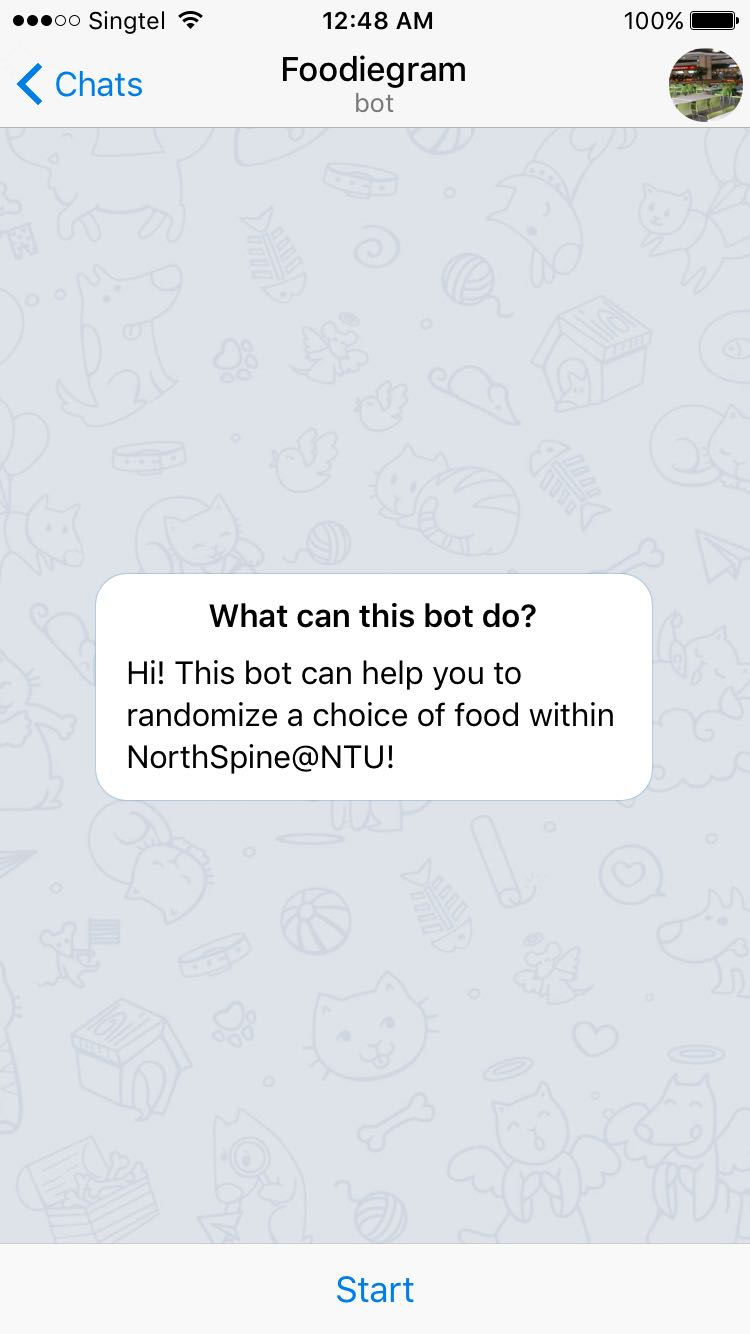 Singtel 12:48 AM 100%
Chats Foodiegram
bot
What can this bot do?
Hi! This bot can help you to
randomize a choice of food within
NorthSpine@NTU!
Start